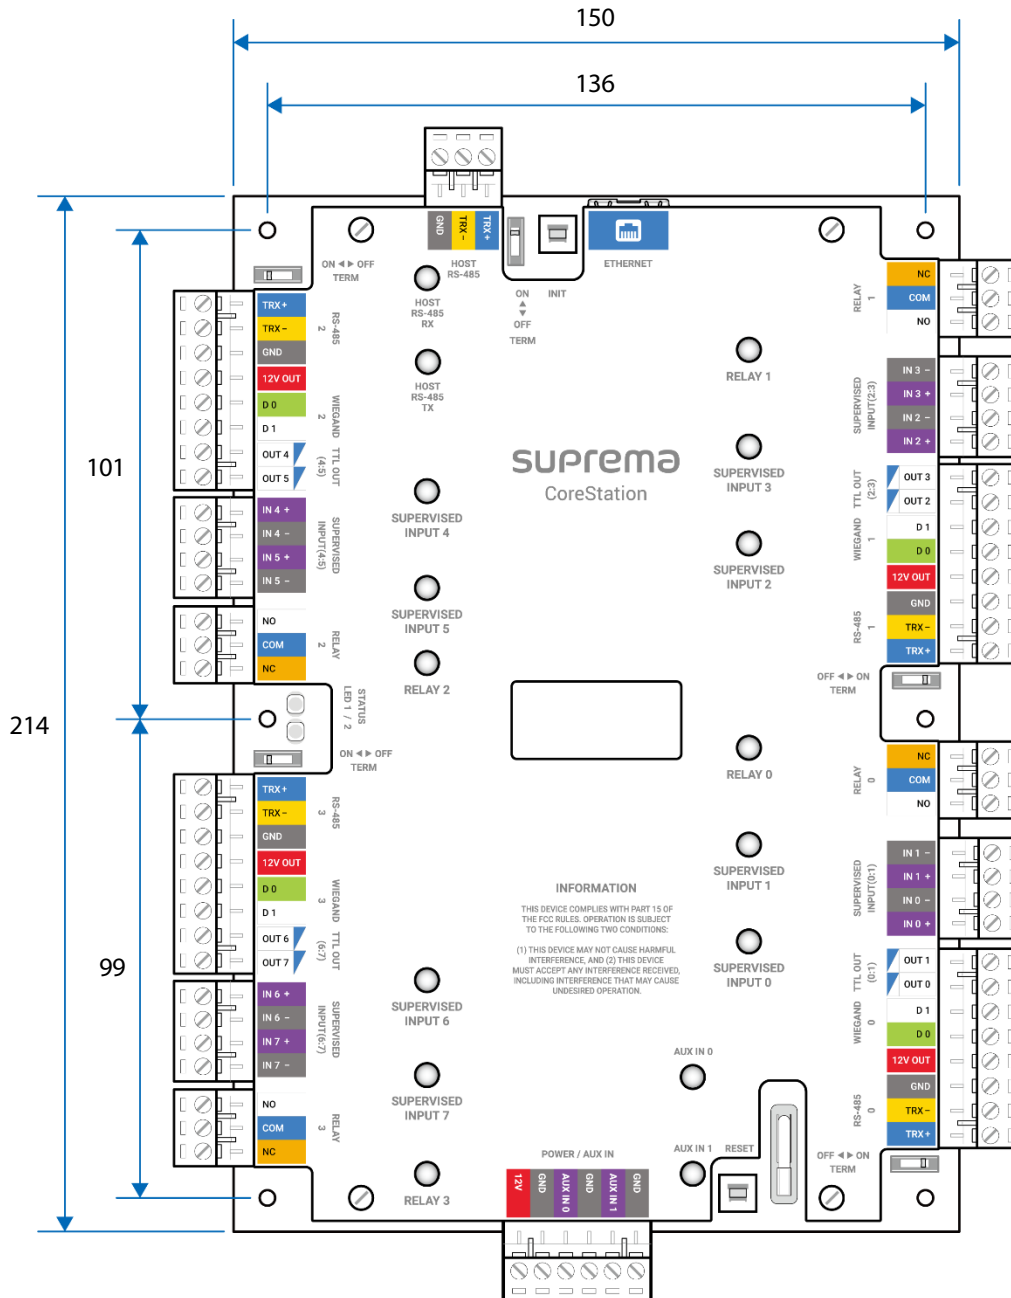 150
136
GND
TRX −
TRX +
HOST
RS-485
ETHERNET
ON ◀ ▶ OFF
TERM
HOST
RS-485
RX
ON
▲
▼
OFF
TERM
INIT
HOST
RS-485
TX
TRX +
TRX −
GND
12V OUT
D 0
D 1
OUT 4
OUT 5
RS-485
2
WIEGAND
2
TTL OUT
(4:5)
IN 4 +
IN 4 −
IN 5 +
IN 5 −
SUPERVISED
INPUT(4:5)
NO
COM
NC
RELAY
2
101
214
99
STATUS
LED 1 / 2
ON ◀ ▶ OFF
TERM
TRX +
TRX −
GND
12V OUT
D 0
D 1
OUT 6
OUT 7
RS-485
3
WIEGAND
3
TTL OUT
(6:7)
IN 6 +
IN 6 −
IN 7 +
IN 7 −
SUPERVISED
INPUT(6:7)
NO
COM
NC
RELAY
3
SUPERVISED
INPUT 4
SUPERVISED
INPUT 5
RELAY 2
SUPERVISED
INPUT 6
SUPERVISED
INPUT 7
RELAY 3
suprema
CoreStation
RELAY 1
SUPERVISED
INPUT 3
SUPERVISED
INPUT 2
RELAY 0
SUPERVISED
INPUT 1
SUPERVISED
INPUT 0
INFORMATION
THIS DEVICE COMPLIES WITH PART 15 OF
THE FCC RULES. OPERATION IS SUBJECT
TO THE FOLLOWING TWO CONDITIONS:
(1) THIS DEVICE MAY NOT CAUSE HARMFUL
INTERFERENCE, AND (2) THIS DEVICE
MUST ACCEPT ANY INTERFERENCE RECEIVED,
INCLUDING INTERFERENCE THAT MAY CAUSE
UNDESIRED OPERATION.
AUX IN 0
AUX IN 1
RESET
POWER / AUX IN
12V
GND
AUX IN 0
GND
AUX IN 1
GND
RELAY
1
NC
COM
NO
SUPERVISED
INPUT(2:3)
IN 3 −
IN 3 +
IN 2 −
IN 2 +
TTL OUT
(2:3)
WIEGAND
1
RS-485
1
OUT 3
OUT 2
D 1
D 0
12V OUT
GND
TRX −
TRX +
OFF ◀ ▶ ON
TERM
RELAY
0
NC
COM
NO
SUPERVISED
INPUT(0:1)
IN 1 −
IN 1 +
IN 0 −
IN 0 +
TTL OUT
(0:1)
WIEGAND
0
RS-485
0
OUT 1
OUT 0
D 1
D 0
12V OUT
GND
TRX −
TRX +
OFF ◀ ▶ ON
TERM